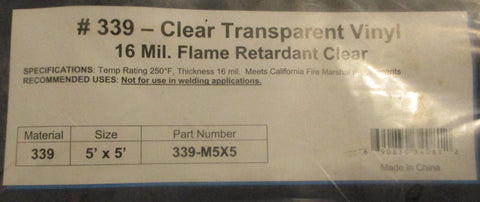 # 339 – Clear Transparent Vinyl
16 Mil. Flame Retardant Clear
SPECIFICATIONS: Temp Rating 250°F, Thickness 16 mil. Meets California Fire Marshal
RECOMMENDED USES: Not for use in welding applications.
Material Size Part Number
339 5' x 5' 339-M5X5
Made In China